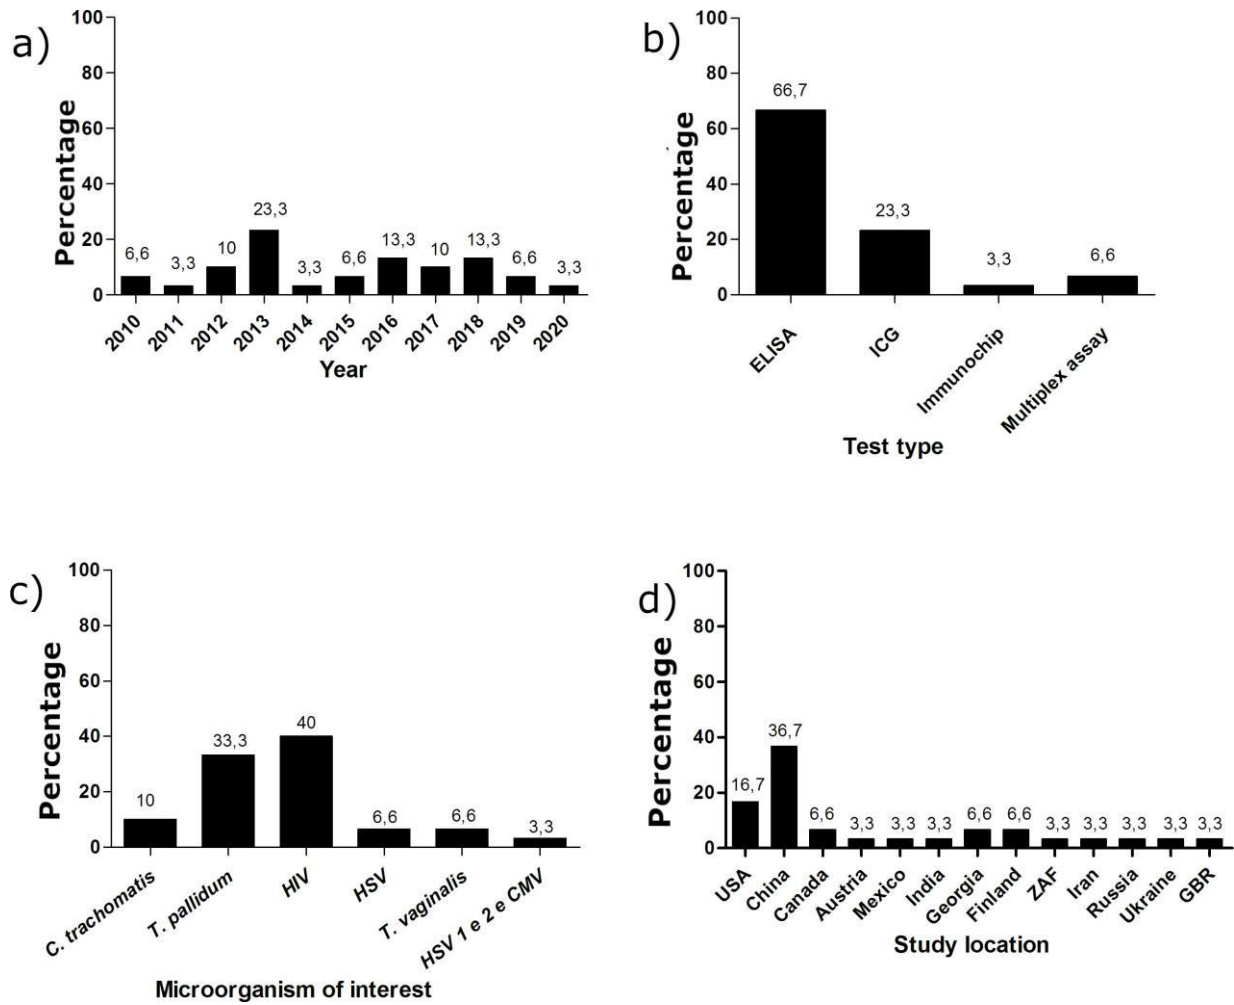 a)
Percentage
100
80
60
40
20
0
6,6
3,3
10
23,3
3,3
6,6
13,3
10
13,3
6,6
3,3
2010
2011
2012
2013
2014
2015
2016
2017
2018
2019
2020
Year
b)
Percentage
100
80
60
40
20
0
66,7
23,3
3,3
6,6
ELISA
ICG
Immunochip
Multiplex assay
Test type
c)
Percentage
100
80
60
40
20
0
10
33,3
40
6,6
6,6
3,3
C. trachomatis
T. pallidum
HIV
HSV
T. vaginalis
HSV 1 e 2 e CMV
Microorganism of interest
d)
Percentage
100
80
60
40
20
0
16,7
36,7
6,6
3,3
3,3
3,3
6,6
6,6
3,3
3,3
3,3
3,3
3,3
USA
China
Canada
Austria
Mexico
India
Georgia
Finland
ZAF
Iran
Russia
Ukraine
GBR
Study location